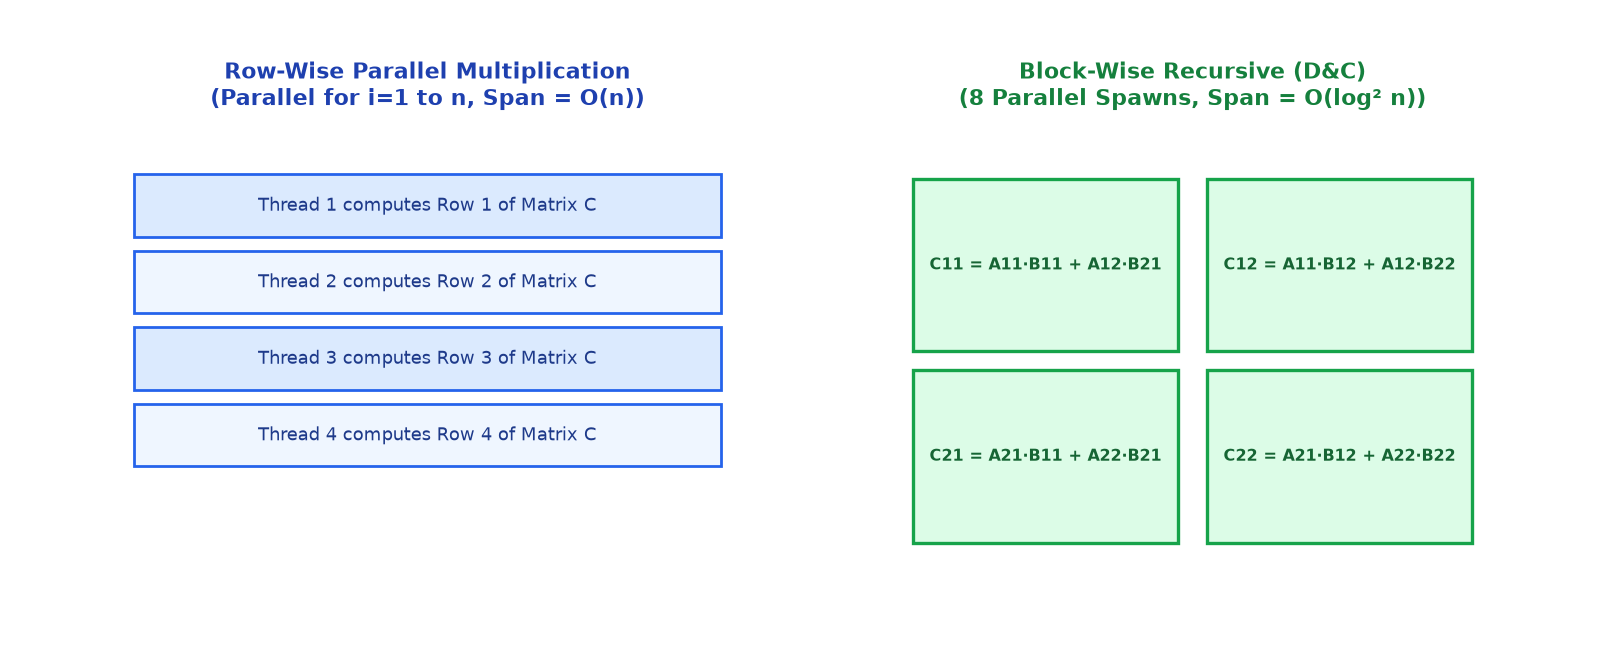 Row-Wise Parallel Multiplication
(Parallel for i=1 to n, Span = O(n))
Thread 1 computes Row 1 of Matrix C
Thread 2 computes Row 2 of Matrix C
Thread 3 computes Row 3 of Matrix C
Thread 4 computes Row 4 of Matrix C
Block-Wise Recursive (D&C)
(8 Parallel Spawns, Span = O(log² n))
C11 = A11·B11 + A12·B21
C12 = A11·B12 + A12·B22
C21 = A21·B11 + A22·B21
C22 = A21·B12 + A22·B22